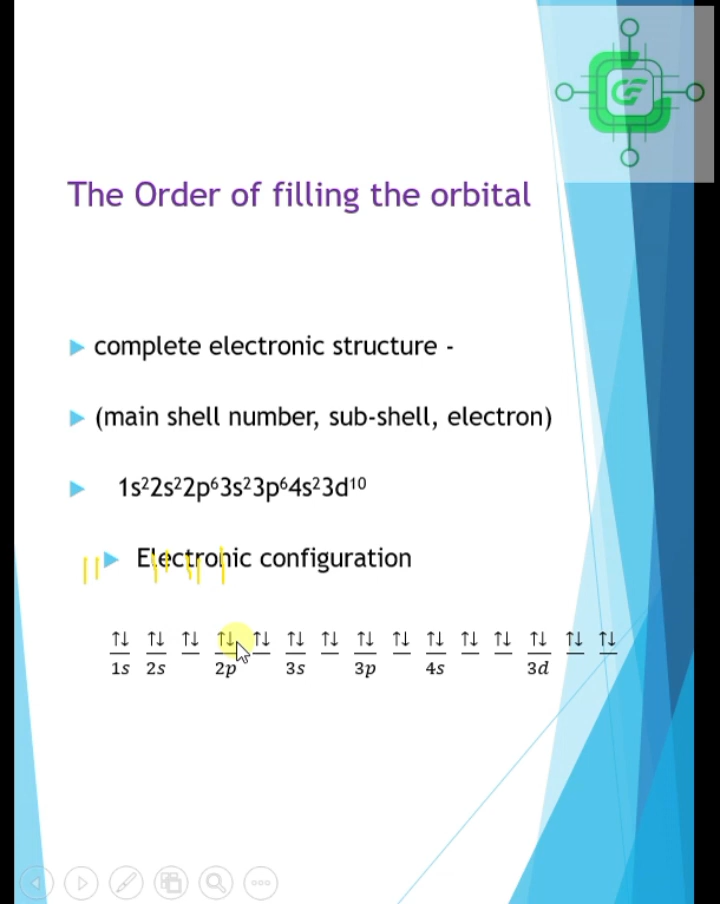 The Order of filling the orbital
complete electronic structure -
(main shell number, sub-shell, electron)
1s²2s²2p⁶3s²3p⁶4s²3d¹⁰
Electronic configuration
↑↓ ↑↓ ↑↓ ↑↓ ↑↓ ↑↓ ↑↓ ↑↓ ↑↓ ↑↓ ↑↓ ↑↓ ↑↓ ↑↓ ↑↓
1s 2s 2p 3s 3p 4s 3d